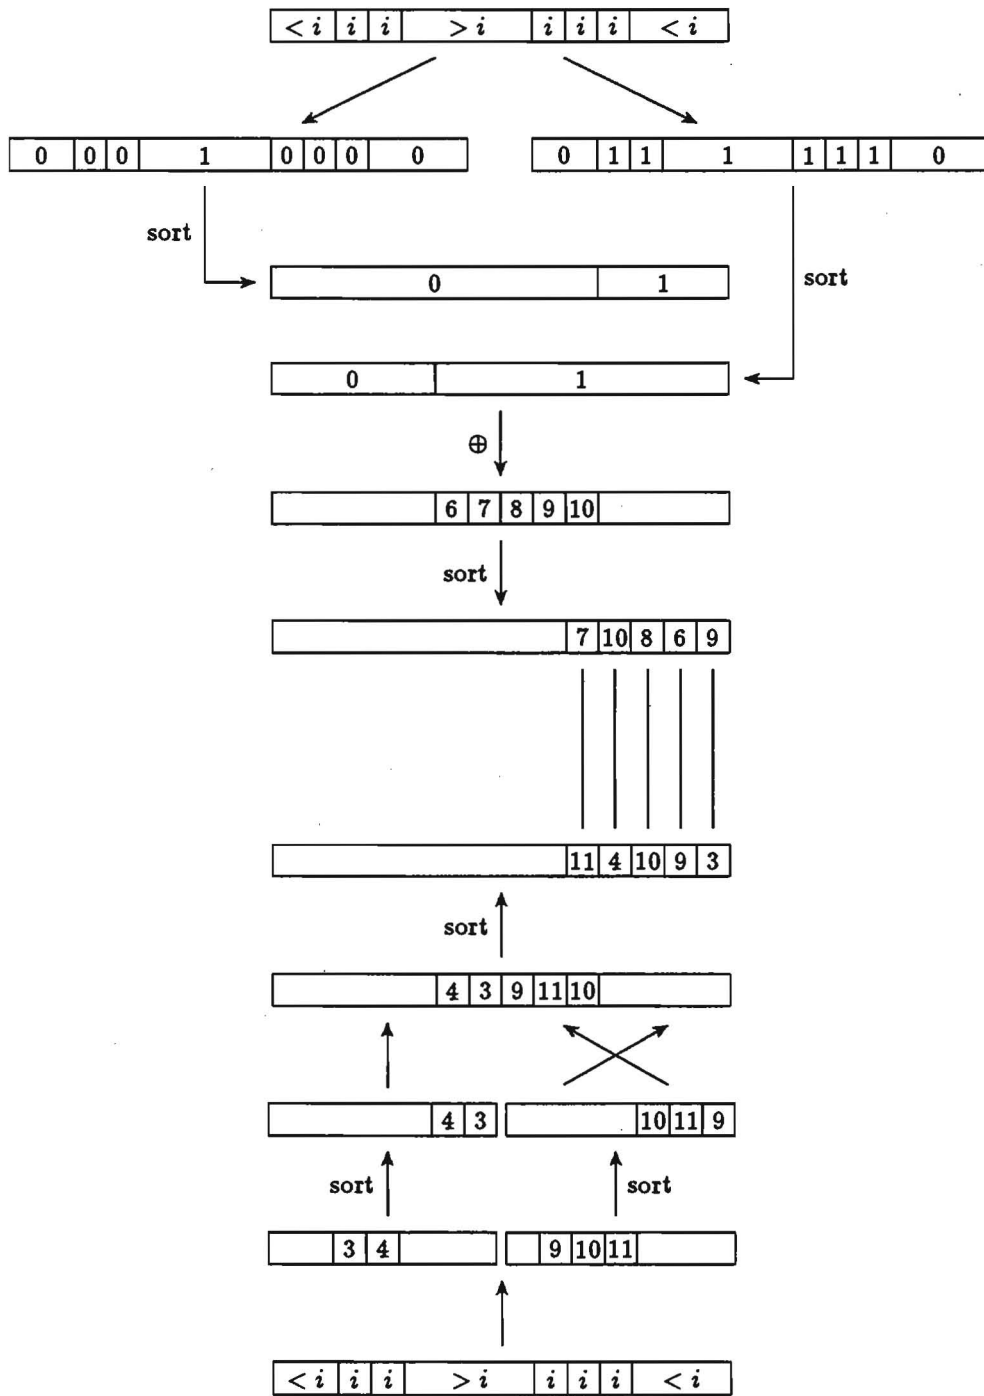 < i i i > i i i i < i
0 0 0 1 0 0 0 0
0 1 1 1 1 1 1 0
sort
0 1
sort
0 1
⊕
6 7 8 9 10
sort
7 10 8 6 9
11 4 10 9 3
sort
4 3 9 11 10
4 3
10 11 9
sort
sort
3 4
9 10 11
< i i i > i i i i < i